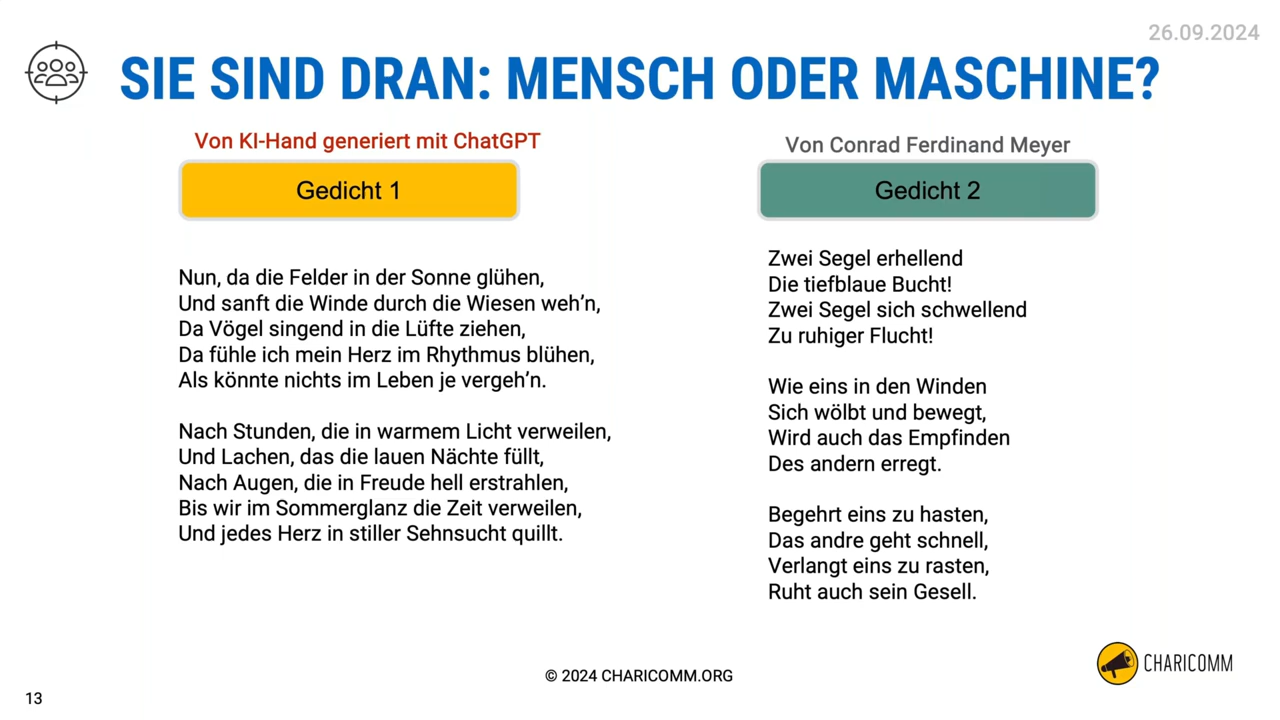 26.09.2024
SIE SIND DRAN: MENSCH ODER MASCHINE?
Von KI-Hand generiert mit ChatGPT
Gedicht 1
Nun, da die Felder in der Sonne glühen,
Und sanft die Winde durch die Wiesen weh’n,
Da Vögel singend in die Lüfte ziehen,
Da fühle ich mein Herz im Rhythmus blühen,
Als könnte nichts im Leben je vergeh’n.
Nach Stunden, die in warmem Licht verweilen,
Und Lachen, das die lauen Nächte füllt,
Nach Augen, die in Freude hell erstrahlen,
Bis wir im Sommerglanz die Zeit verweilen,
Und jedes Herz in stiller Sehnsucht quillt.
Von Conrad Ferdinand Meyer
Gedicht 2
Zwei Segel erhellend
Die tiefblaue Bucht!
Zwei Segel sich schwellend
Zu ruhiger Flucht!
Wie eins in den Winden
Sich wölbt und bewegt,
Wird auch das Empfinden
Des andern erregt.
Begehrt eins zu hasten,
Das andre geht schnell,
Verlangt eins zu rasten,
Ruht auch sein Gesell.
CHARICOMM
© 2024 CHARICOMM.ORG
13